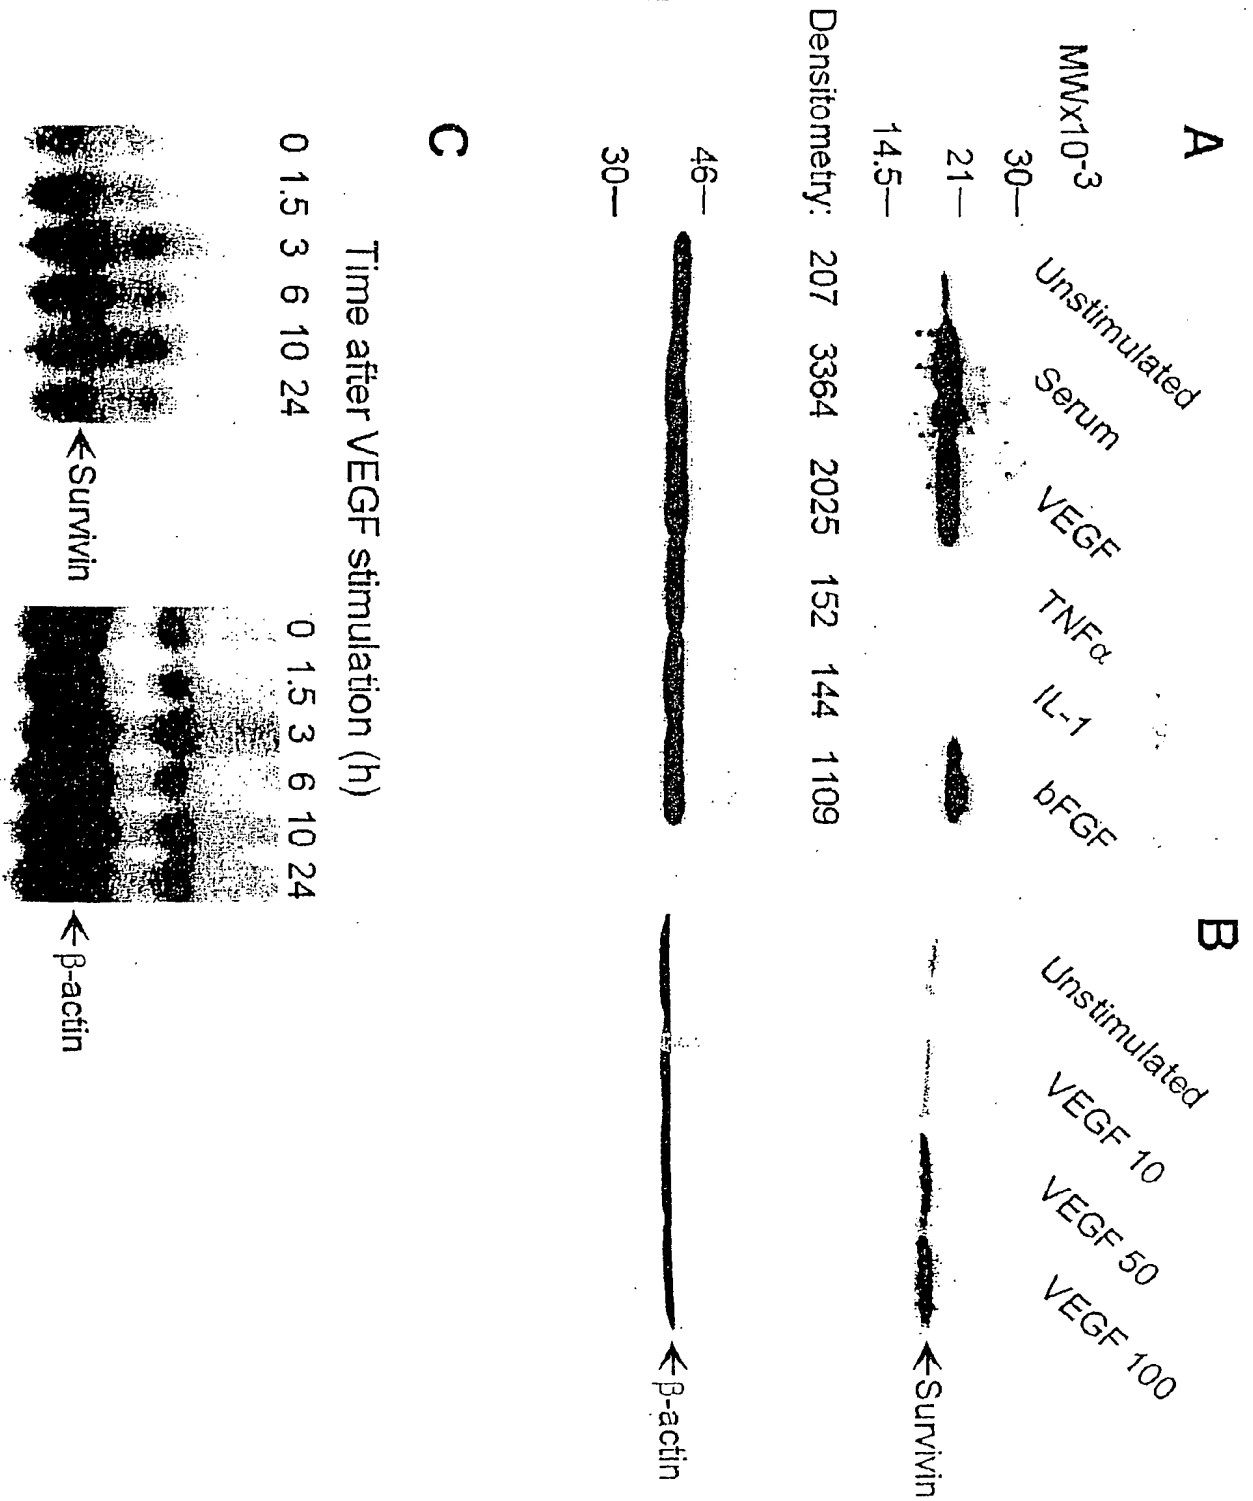 A
B
MWx10-3
Unstimulated
Serum
VEGF
TNFα
IL-1
bFGF
Unstimulated
VEGF 10
VEGF 50
VEGF 100
30—
21—
14.5—
←Survivin
Densitometry: 207 3364 2025 152 144 1109
46—
30—
←β-actin
C
Time after VEGF stimulation (h)
0 1.5 3 6 10 24
0 1.5 3 6 10 24
←Survivin
←β-actin